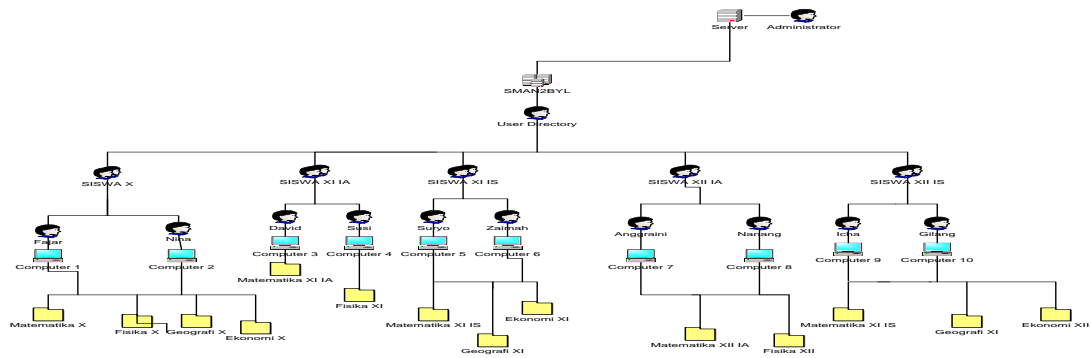 Server
Administrator
SMAN2BYL
User Directory
SISWA X
SISWA XI IA
SISWA XI IS
SISWA XII IA
SISWA XII IS
Fajar
Nina
David
Susi
Suryo
Zaimah
Anggraini
Nanang
Icha
Gilang
Computer 1
Computer 2
Computer 3
Computer 4
Computer 5
Computer 6
Computer 7
Computer 8
Computer 9
Computer 10
Matematika XI IA
Fisika XI
Matematika X
Fisika X
Geografi X
Ekonomi X
Matematika XI IS
Ekonomi XI
Geografi XI
Matematika XII IA
Fisika XII
Matematika XI IS
Geografi XI
Ekonomi XII